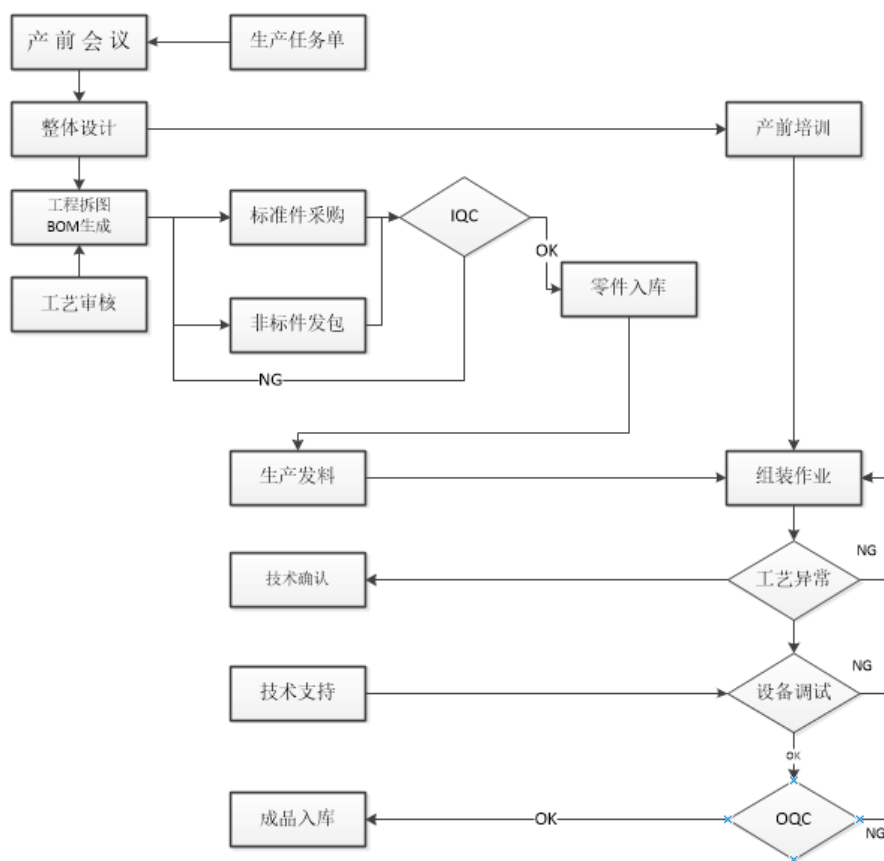 产前会议
生产任务单
整体设计
产前培训
工程拆图
BOM生成
标准件采购
IQC
OK
零件入库
工艺审核
非标件发包
NG
生产发料
组装作业
NG
技术确认
工艺异常
NG
技术支持
设备调试
OK
成品入库
OK
OQC
NG